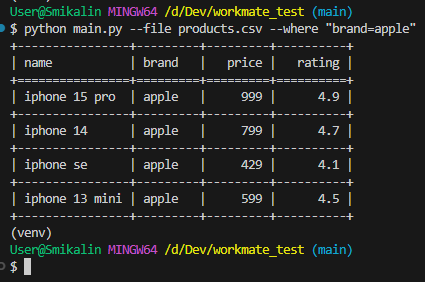 User@Smikalin MINGW64 /d/Dev/workmate_test (main)
$ python main.py --file products.csv --where "brand=apple"
+----------------+---------+---------+----------+
| name           | brand   |   price |   rating |
+================+=========+=========+==========+
| iphone 15 pro  | apple   |     999 |      4.9 |
+----------------+---------+---------+----------+
| iphone 14      | apple   |     799 |      4.7 |
+----------------+---------+---------+----------+
| iphone se      | apple   |     429 |      4.1 |
+----------------+---------+---------+----------+
| iphone 13 mini | apple   |     599 |      4.5 |
+----------------+---------+---------+----------+
(venv)
User@Smikalin MINGW64 /d/Dev/workmate_test (main)
$